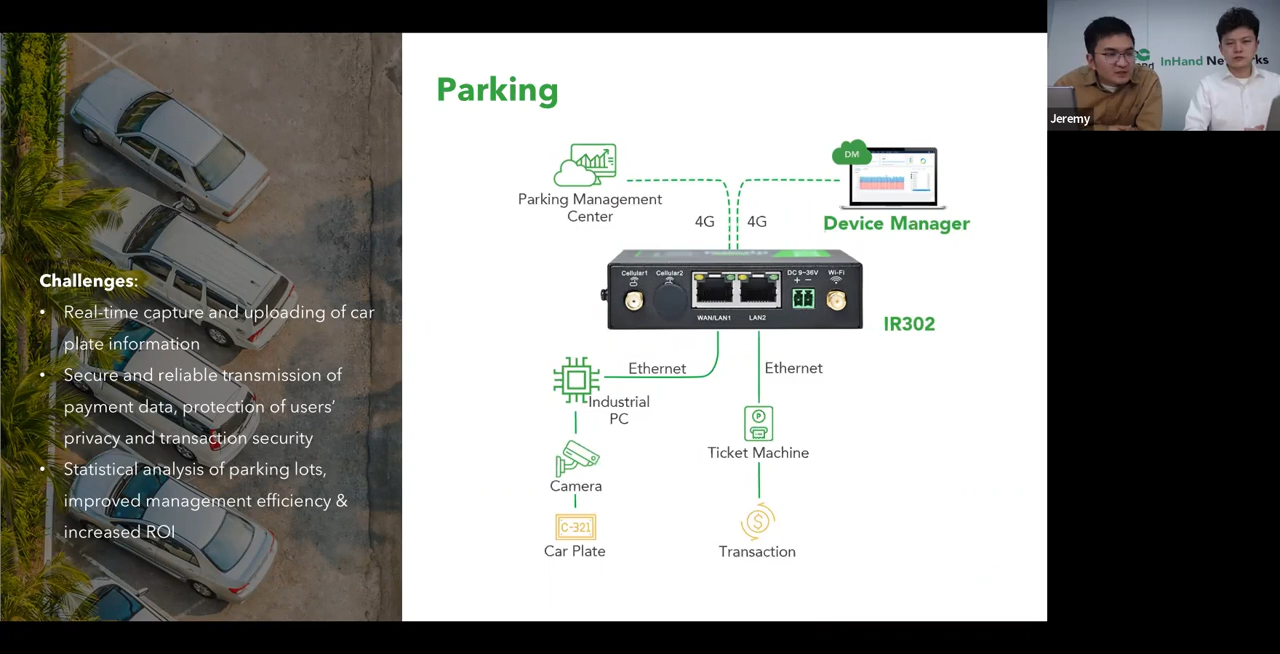 Parking
Challenges:
• Real-time capture and uploading of car
plate information
• Secure and reliable transmission of
payment data, protection of users'
privacy and transaction security
• Statistical analysis of parking lots,
improved management efficiency &
increased ROI
Parking Management
Center
DM
Device Manager
4G
4G
Cellular1
Cellular2
DC 9~36V
Wi-Fi
+ −
WAN/LAN1
LAN2
IR302
Ethernet
Ethernet
Industrial
PC
P
Ticket Machine
Camera
C-321
$
Car Plate
Transaction
InHand Networks
Jeremy